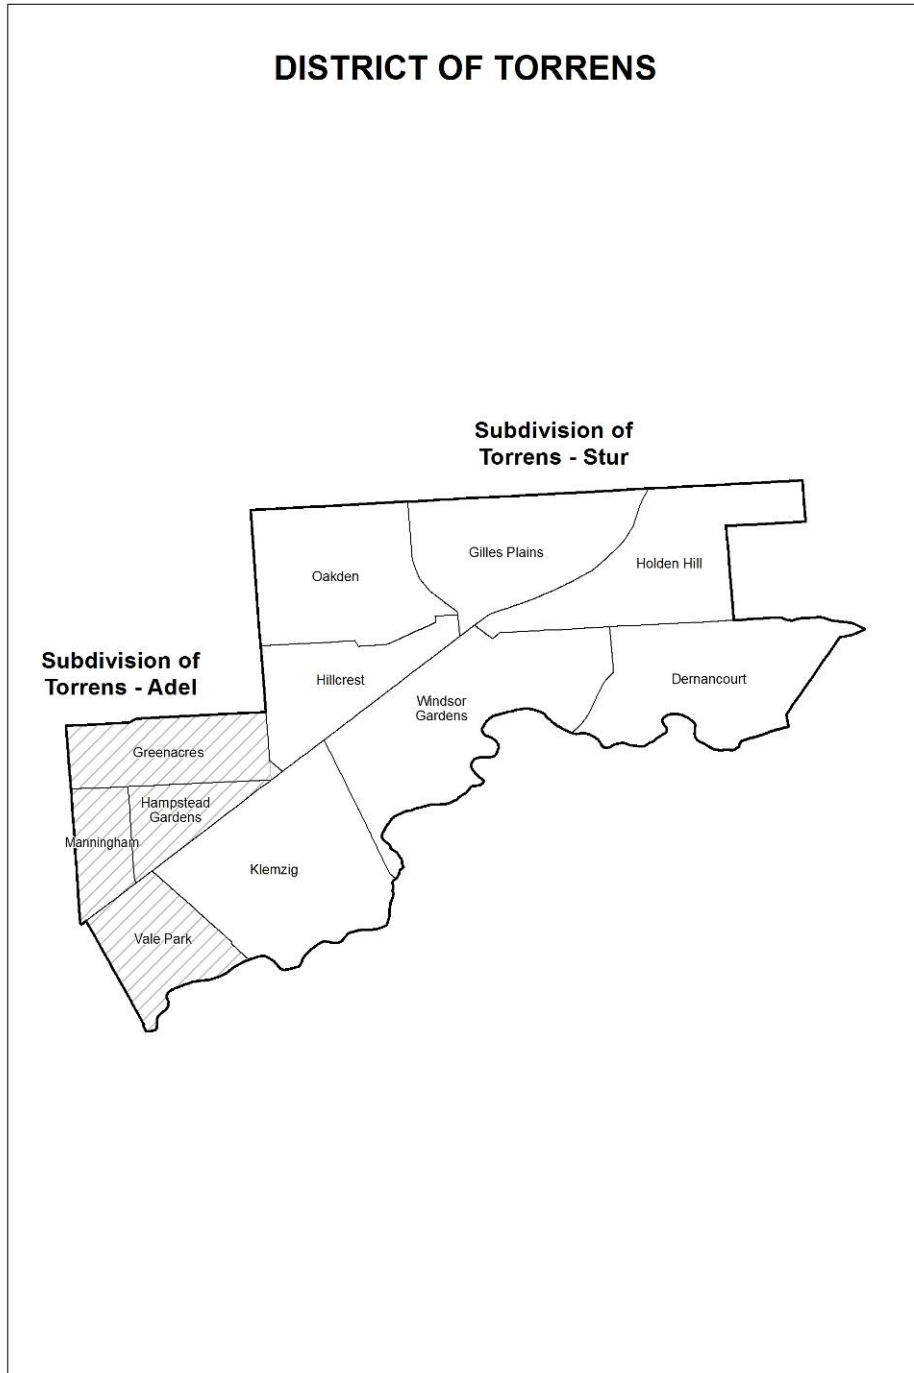 DISTRICT OF TORRENS
Subdivision of
Torrens - Stur
Gilles Plains
Holden Hill
Oakden
Subdivision of
Torrens - Adel
Hillcrest
Dernancourt
Windsor
Gardens
Greenacres
Hampstead
Gardens
Manningham
Klemzig
Vale Park